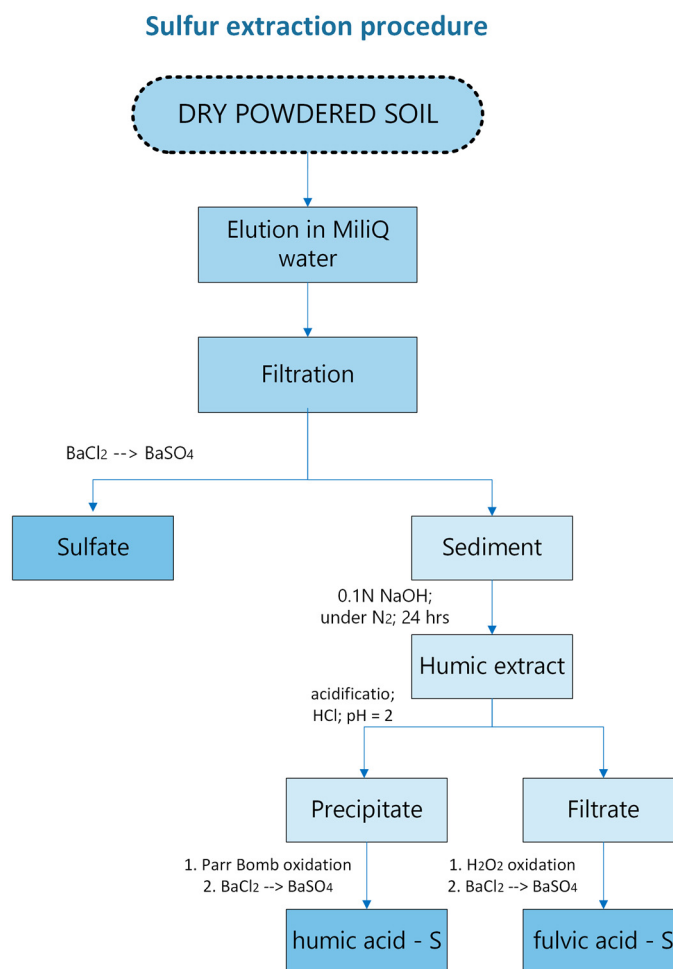 Sulfur extraction procedure
DRY POWDERED SOIL
Elution in MiliQ
water
Filtration
BaCl₂ --> BaSO₄
Sulfate
Sediment
0.1N NaOH;
under N₂; 24 hrs
Humic extract
acidificatio;
HCl; pH = 2
Precipitate
Filtrate
1. Parr Bomb oxidation
2. BaCl₂ --> BaSO₄
1. H₂O₂ oxidation
2. BaCl₂ --> BaSO₄
humic acid - S
fulvic acid - S